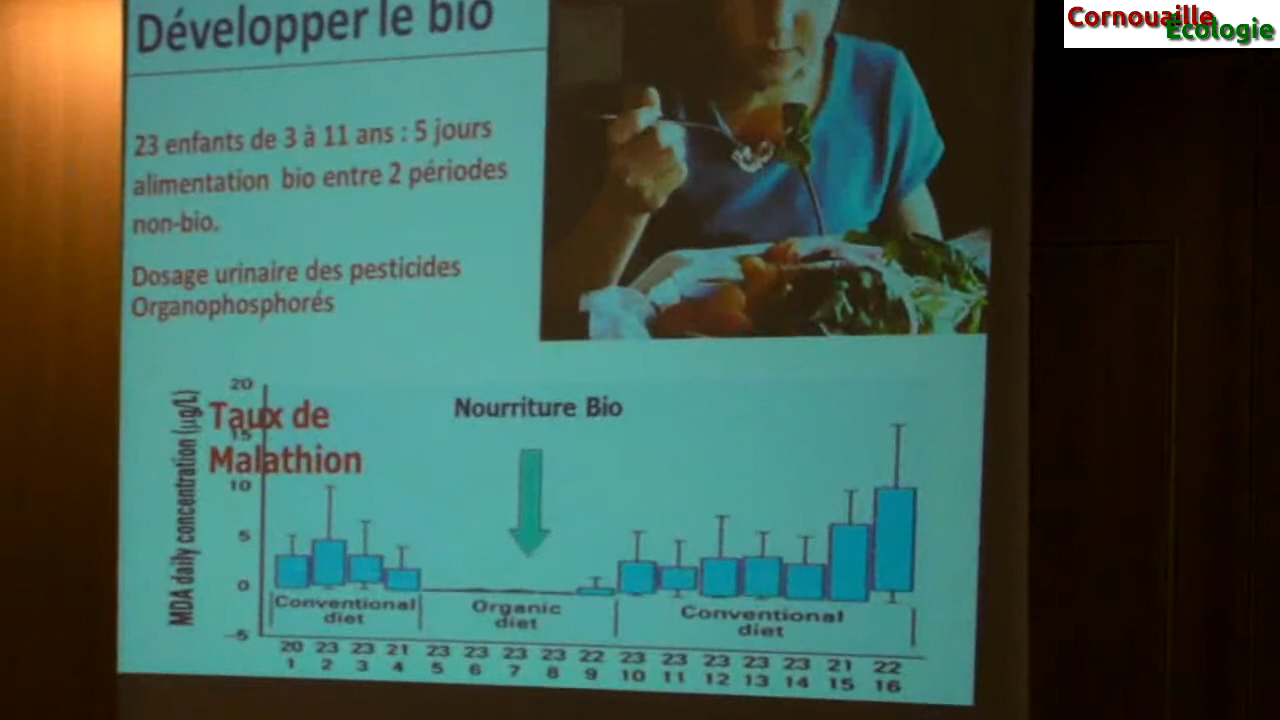 Cornouaille
Ecologie
Développer le bio
23 enfants de 3 à 11 ans : 5 jours
alimentation bio entre 2 périodes
non-bio.
Dosage urinaire des pesticides
Organophosphorés
Taux de
Malathion
Nourriture Bio
MDA daily concentration (µg/L)
20
15
10
5
0
-5
Conventional
diet
Organic
diet
Conventional
diet
20 23 23 21 23 23 23 23 22 23 23 23 23 23 21 22
1 2 3 4 5 6 7 8 9 10 11 12 13 14 15 16